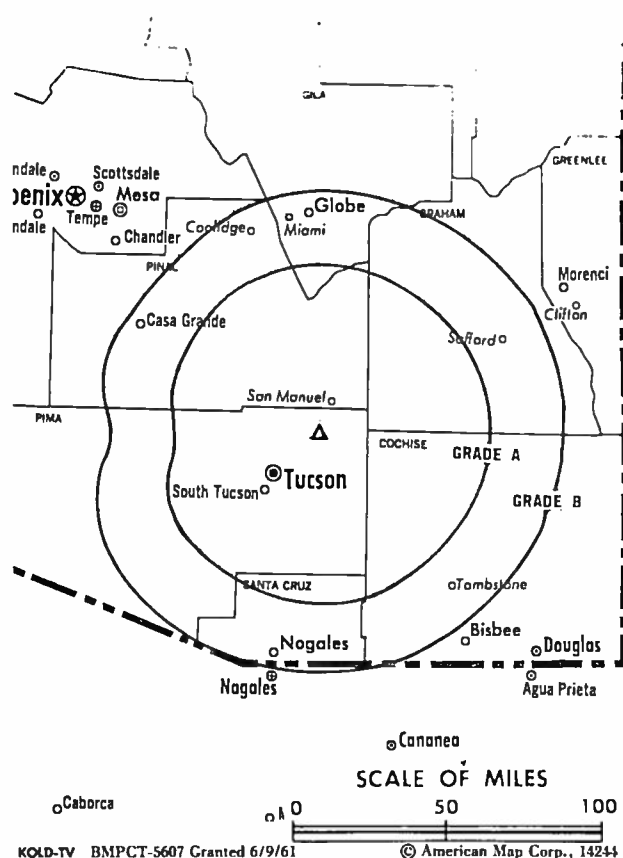 GILA
GREENLEE
ndale
Scottsdale
oenix
Mesa
Tempe
ndale
Chandler
Coolidge
Miami
Globe
GRAHAM
PINAL
Morenci
Clifton
Casa Grande
Safford
San Manuel
PIMA
COCHISE
GRADE A
Tucson
South Tucson
GRADE B
SANTA CRUZ
Tombstone
Nogales
Bisbee
Douglas
Nogales
Agua Prieta
Cananea
SCALE OF MILES
Caborca
A
0 50 100
KOLD-TV BMPCT-5607 Granted 6/9/61
© American Map Corp., 14244